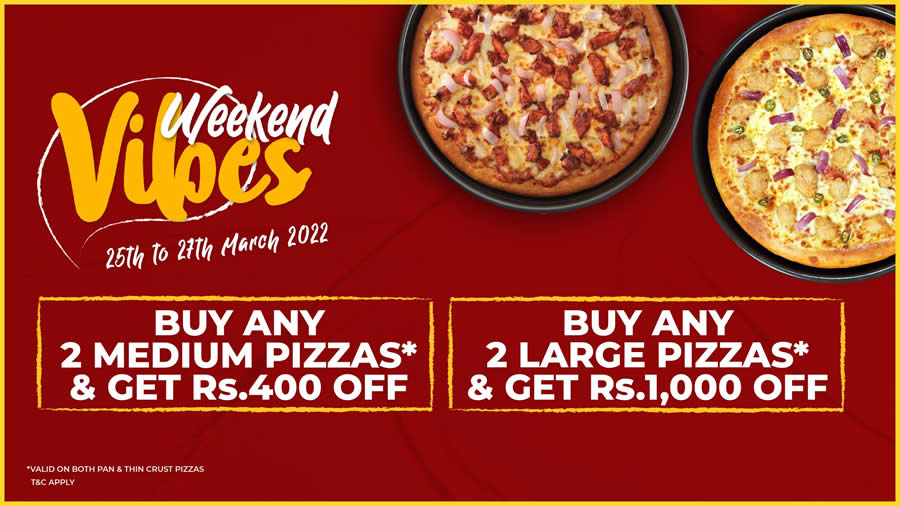 Weekend
Vibes
25th to 27th March 2022
BUY ANY
2 MEDIUM PIZZAS*
& GET Rs.400 OFF
BUY ANY
2 LARGE PIZZAS*
& GET Rs.1,000 OFF
*VALID ON BOTH PAN & THIN CRUST PIZZAS
T&C APPLY